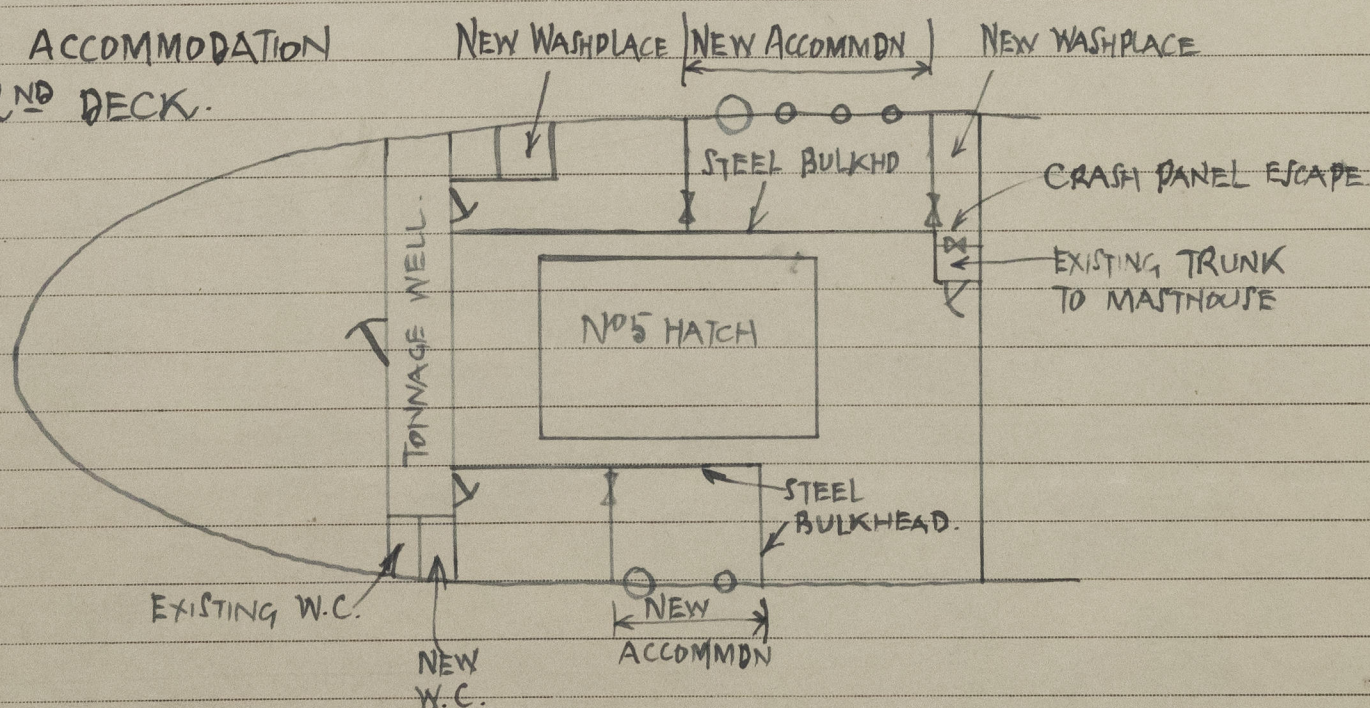 ACCOMMODATION
ND DECK.
NEW WASHPLACE
NEW ACCOMMDN
NEW WASHPLACE
STEEL BULKHD
CRASH PANEL ESCAPE
EXISTING TRUNK
TO MASTHOUSE
TONNAGE WELL.
Nº5 HATCH
STEEL
BULKHEAD.
EXISTING W.C.
NEW
W.C.
NEW
ACCOMMDN